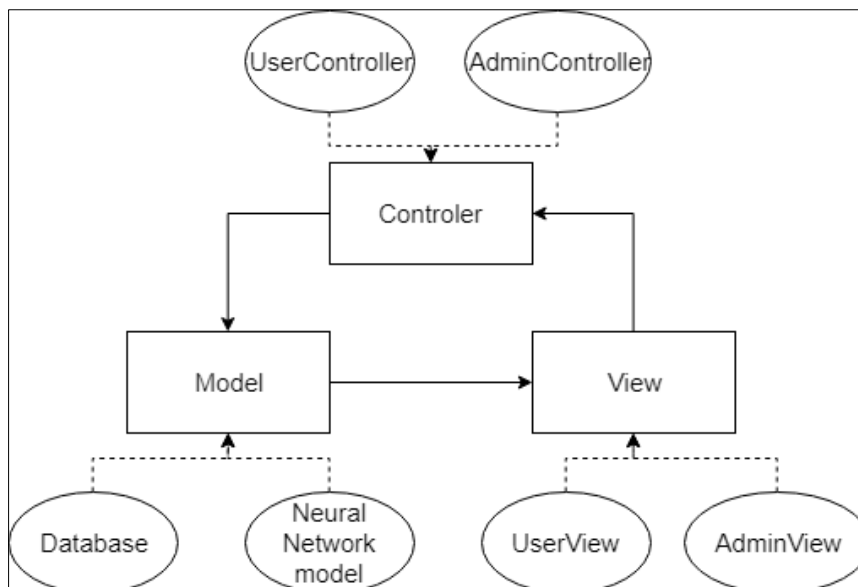 UserController
AdminController
Controler
Model
View
Database
Neural
Network
model
UserView
AdminView